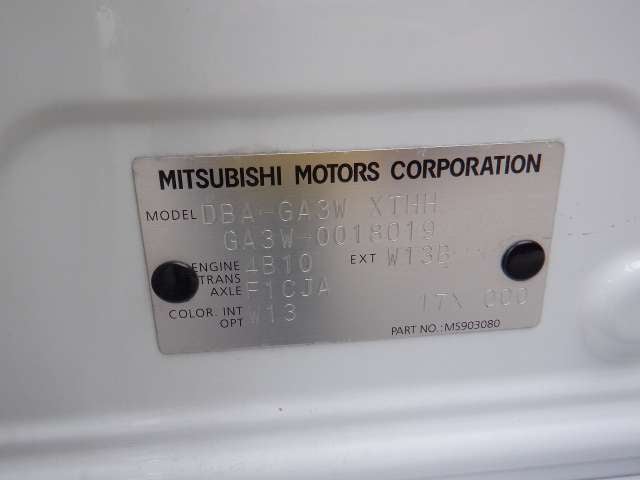 MITSUBISHI MOTORS CORPORATION
MODEL DBA-GA3W XTHH
GA3W-0018019
ENGINE 4B10 EXT W13B
TRANS
AXLE F1CJA
COLOR. INT W13 17X 000
OPT
PART NO.: MS903080